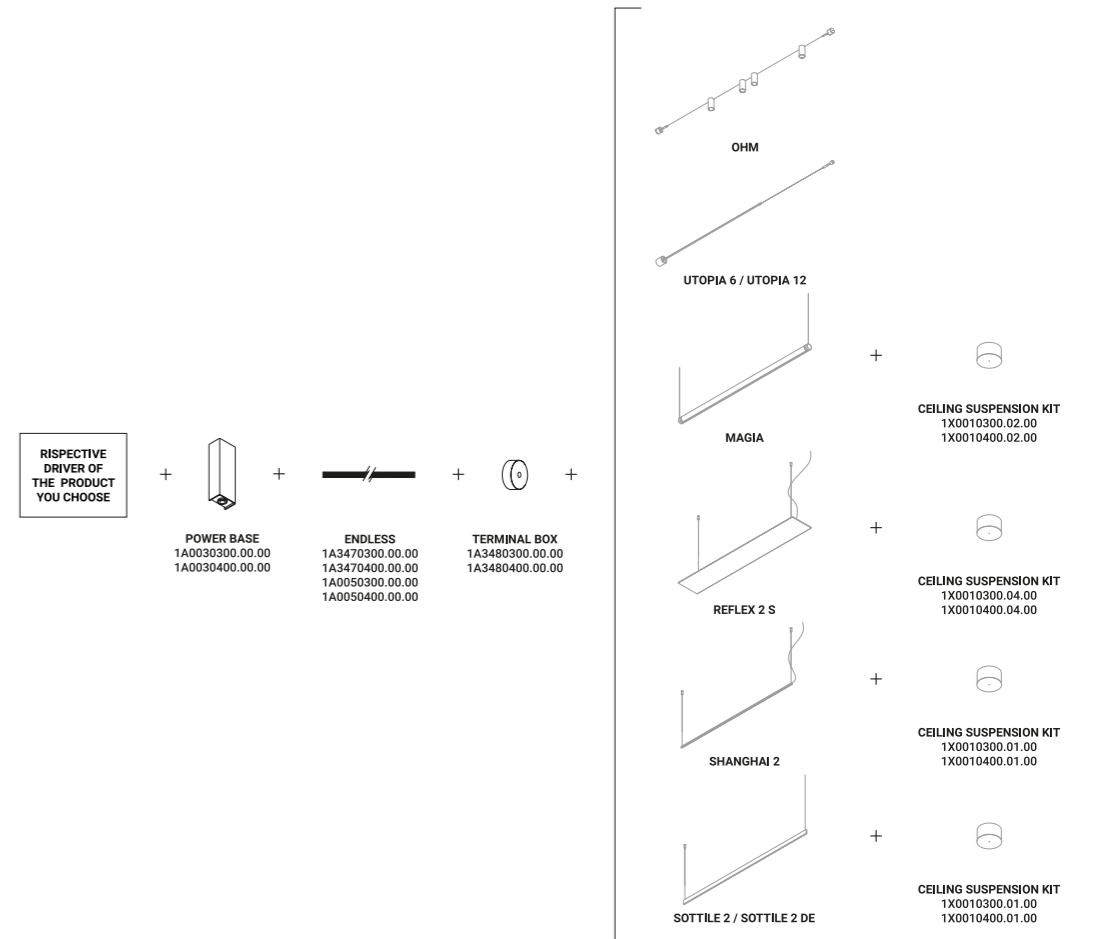 RISPECTIVE
DRIVER OF
THE PRODUCT
YOU CHOOSE
+
POWER BASE
1A0030300.00.00
1A0030400.00.00
+
ENDLESS
1A3470300.00.00
1A3470400.00.00
1A0050300.00.00
1A0050400.00.00
+
TERMINAL BOX
1A3480300.00.00
1A3480400.00.00
+
OHM
UTOPIA 6 / UTOPIA 12
MAGIA
+
CEILING SUSPENSION KIT
1X0010300.02.00
1X0010400.02.00
REFLEX 2 S
+
CEILING SUSPENSION KIT
1X0010300.04.00
1X0010400.04.00
SHANGHAI 2
+
CEILING SUSPENSION KIT
1X0010300.01.00
1X0010400.01.00
SOTTILE 2 / SOTTILE 2 DE
+
CEILING SUSPENSION KIT
1X0010300.01.00
1X0010400.01.00